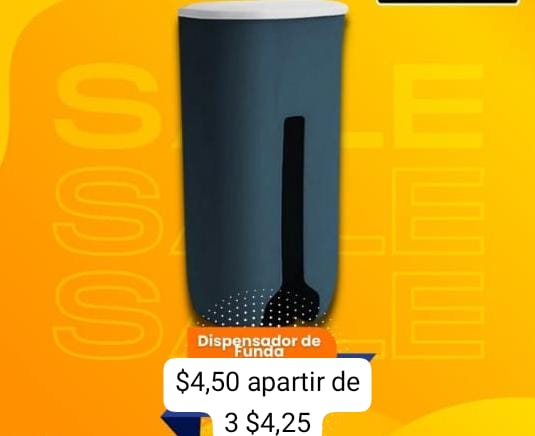 SALE
SALE
SALE
Dispensador de
Funda
$4,50 apartir de
3 $4,25